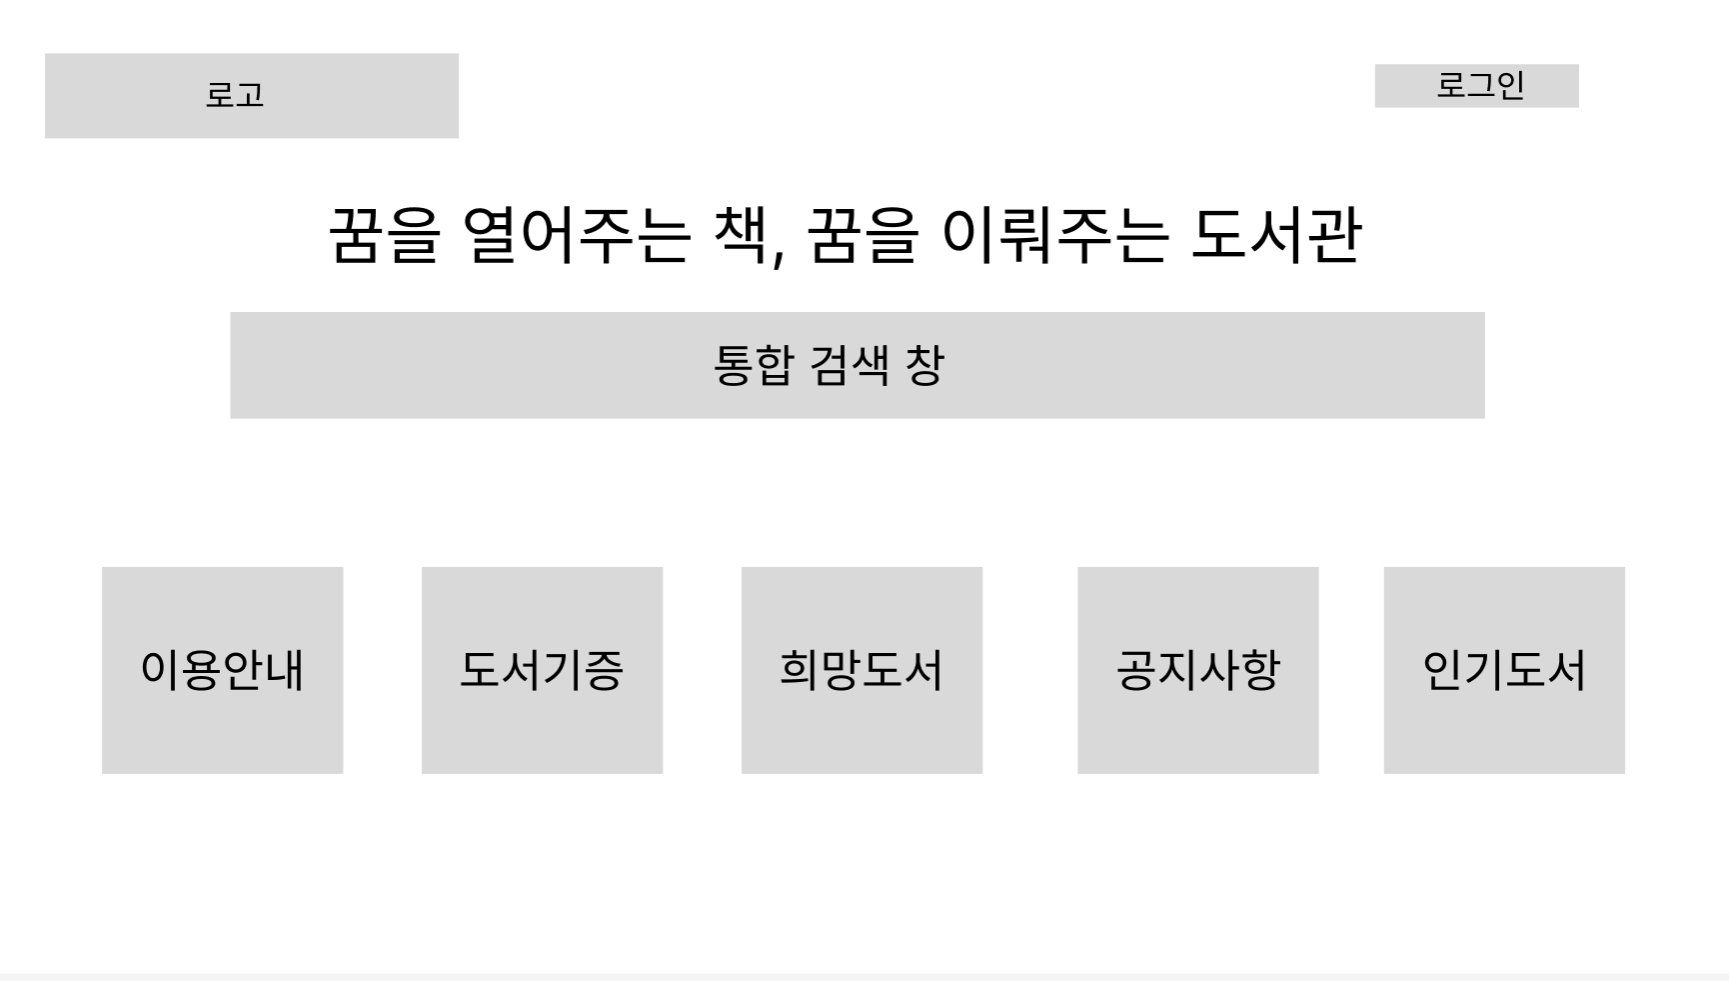 로고
로그인
꿈을 열어주는 책, 꿈을 이뤄주는 도서관
통합 검색 창
이용안내
도서기증
희망도서
공지사항
인기도서